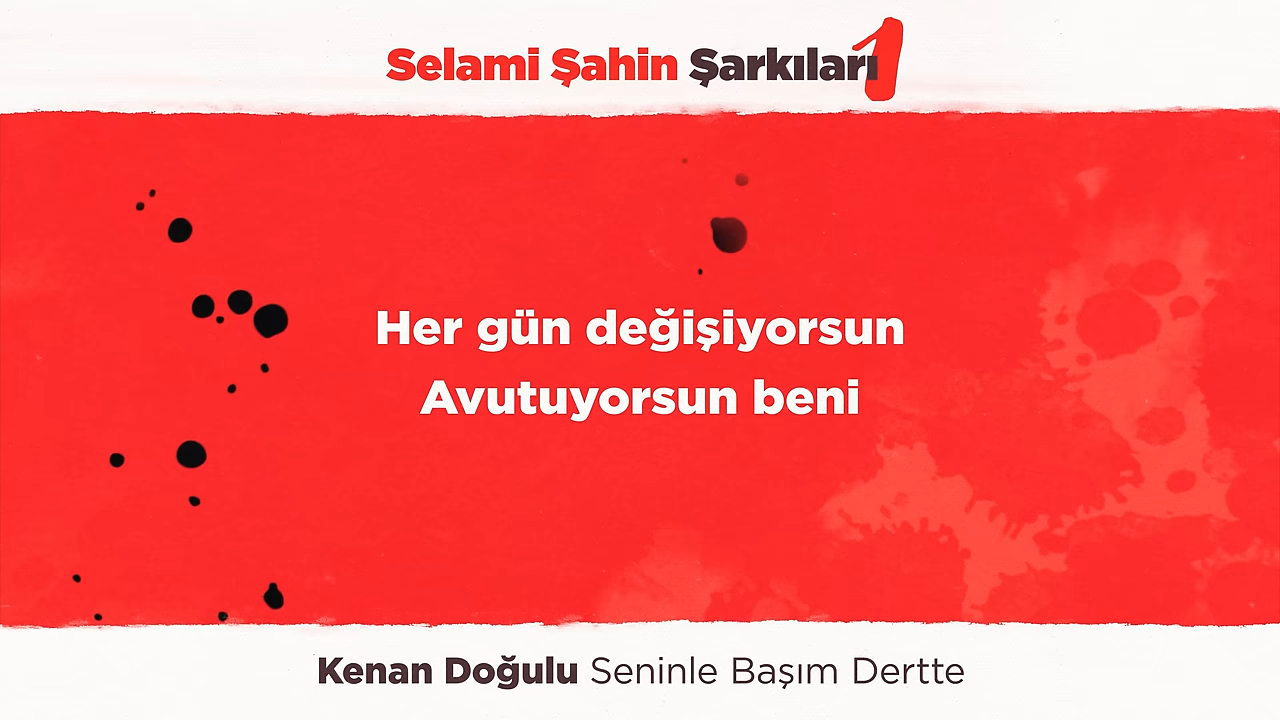 Selami Şahin Şarkıları 1
Her gün değişiyorsun
Avutuyorsun beni
Kenan Doğulu Seninle Başım Dertte